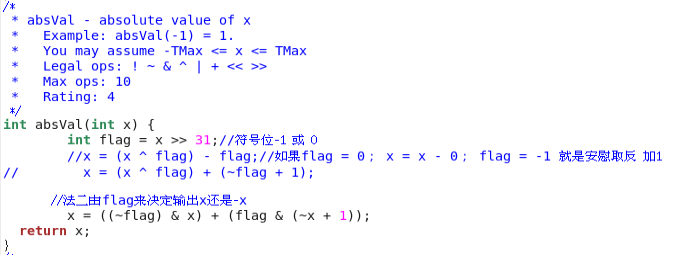 /*
 * absVal - absolute value of x
 *   Example: absVal(-1) = 1.
 *   You may assume -TMax <= x <= TMax
 *   Legal ops: ! ~ & ^ | + << >>
 *   Max ops: 10
 *   Rating: 4
 */
int absVal(int x) {
        int flag = x >> 31;//符号位-1 或 0
        //x = (x ^ flag) - flag;//如果flag = 0； x = x - 0； flag = -1 就是安慰取反 加1
//        x = (x ^ flag) + (~flag + 1);
      //法二由flag来决定输出x还是-x
        x = ((~flag) & x) + (flag & (~x + 1));
  return x;
}